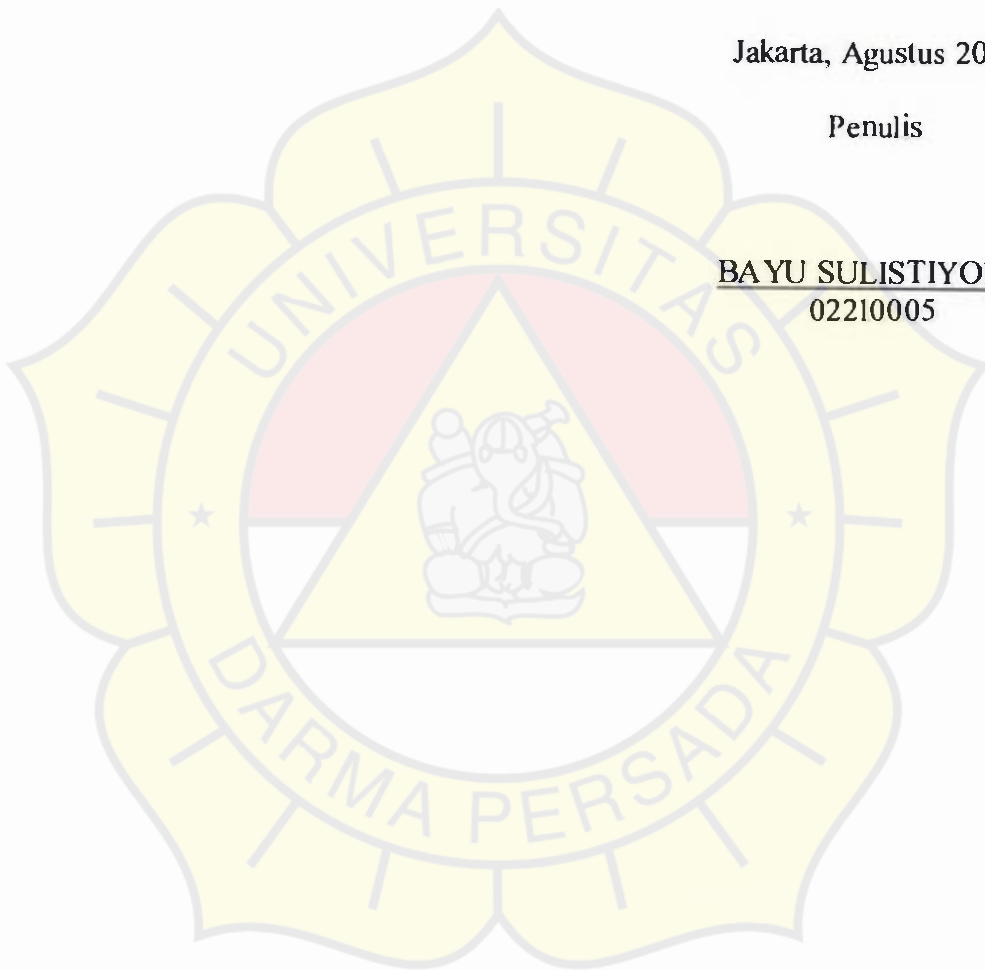 Jakarta, Agustus 20
Penulis
BAYU SULISTIYO
02210005
UNIVERSITAS
DARMA PERSADA